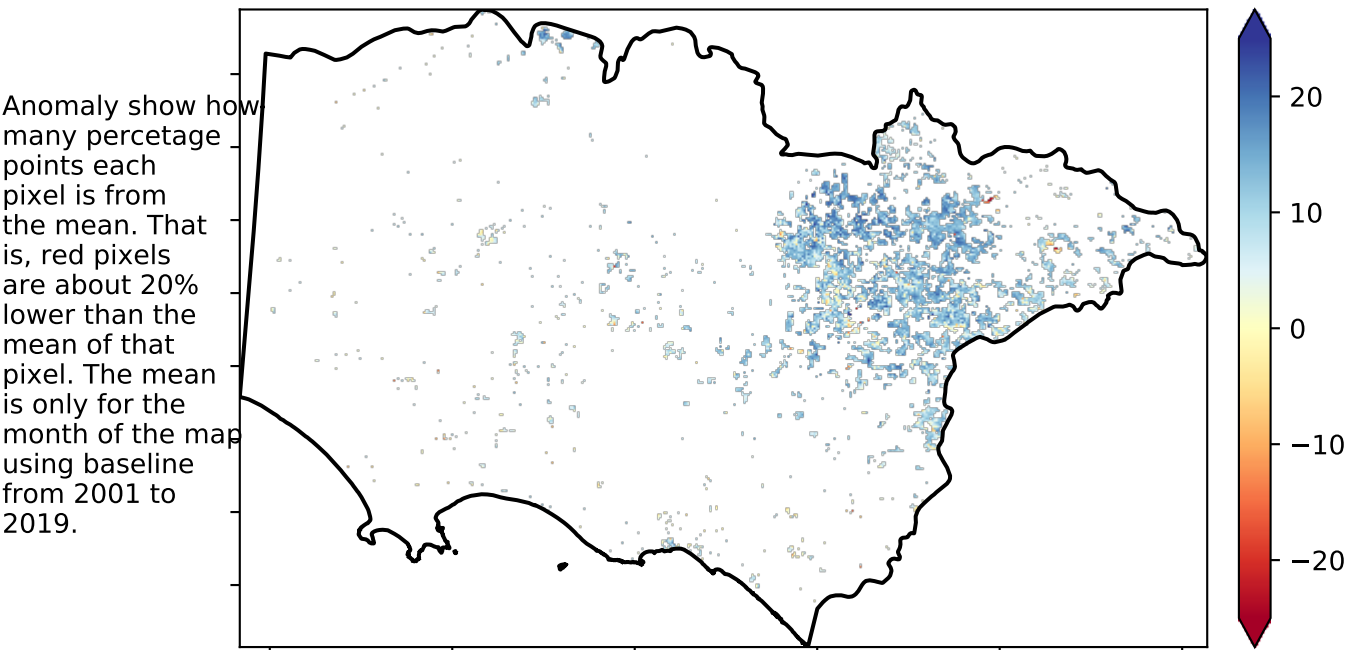 Anomaly show how
many percetage
points each
pixel is from
the mean. That
is, red pixels
are about 20%
lower than the
mean of that
pixel. The mean
is only for the
month of the map
using baseline
from 2001 to
2019.
20
10
0
−10
−20